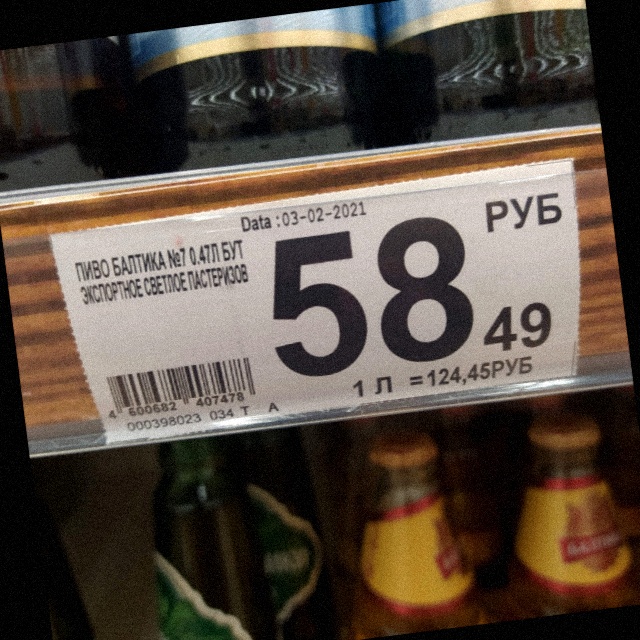 Data :03-02-2021
РУБ
ПИВО БАЛТИКА №7 0.47Л БУТ
ЭКСПОРТНОЕ СВЕТЛОЕ ПАСТЕРИЗОВ
58 49
1 Л =124,45РУБ
4 600682 407478
000398023 034 Т А